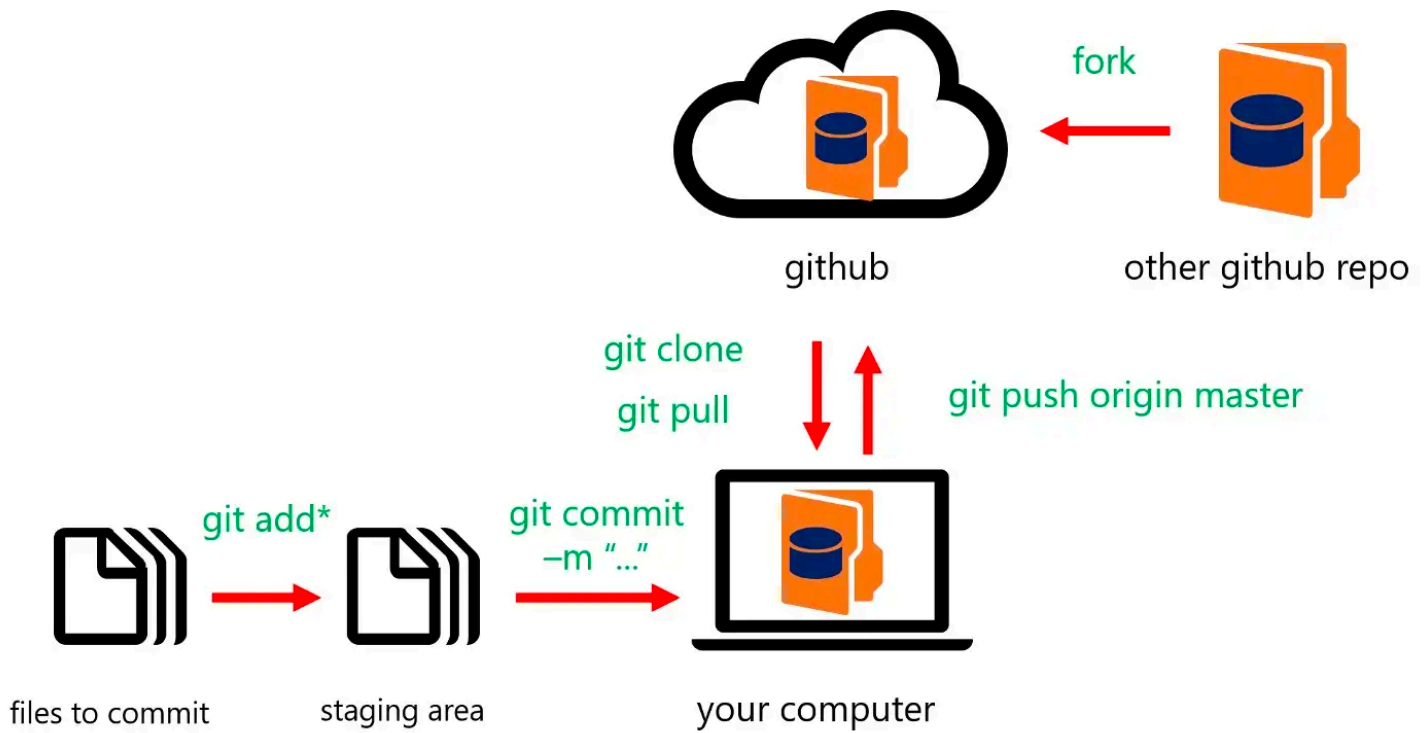 fork
github
other github repo
git clone
git pull
git push origin master
git add*
git commit
–m “...”
files to commit
staging area
your computer